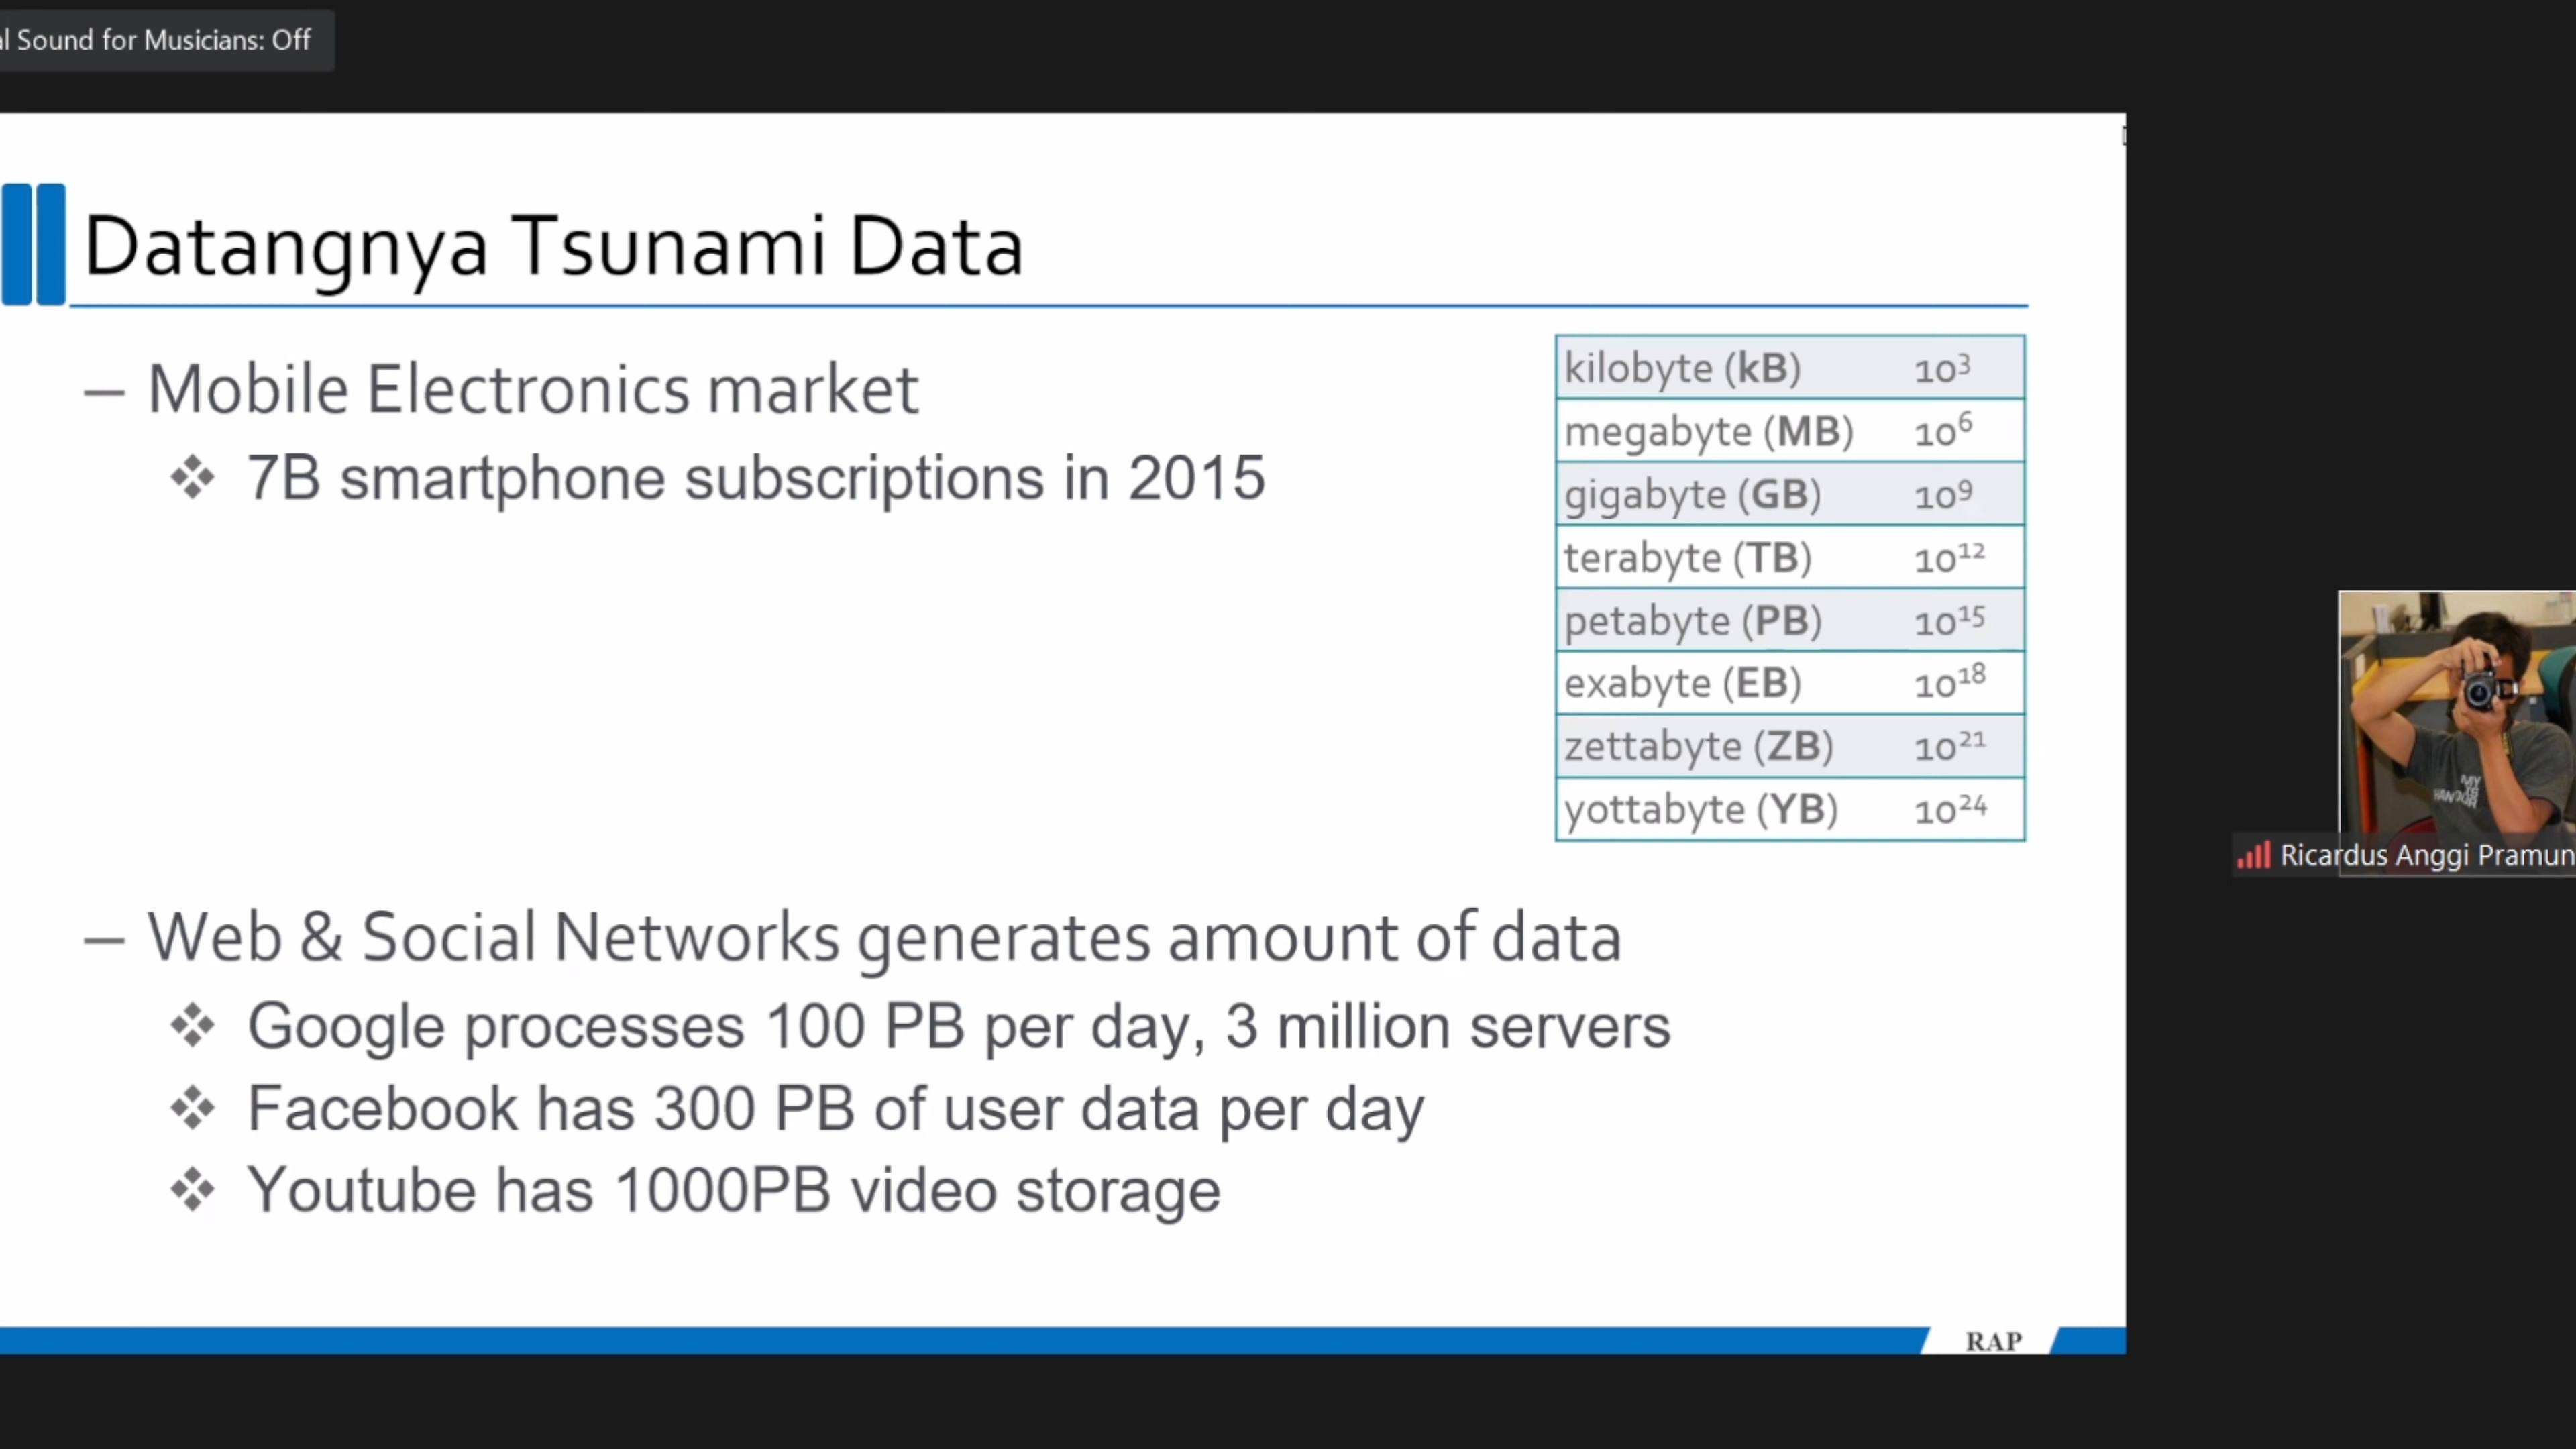 l Sound for Musicians: Off
Datangnya Tsunami Data
– Mobile Electronics market
❖ 7B smartphone subscriptions in 2015
kilobyte (kB) 10³
megabyte (MB) 10⁶
gigabyte (GB) 10⁹
terabyte (TB) 10¹²
petabyte (PB) 10¹⁵
exabyte (EB) 10¹⁸
zettabyte (ZB) 10²¹
yottabyte (YB) 10²⁴
MY
Ricardus Anggi Pramun
– Web & Social Networks generates amount of data
❖ Google processes 100 PB per day, 3 million servers
❖ Facebook has 300 PB of user data per day
❖ Youtube has 1000PB video storage
RAP